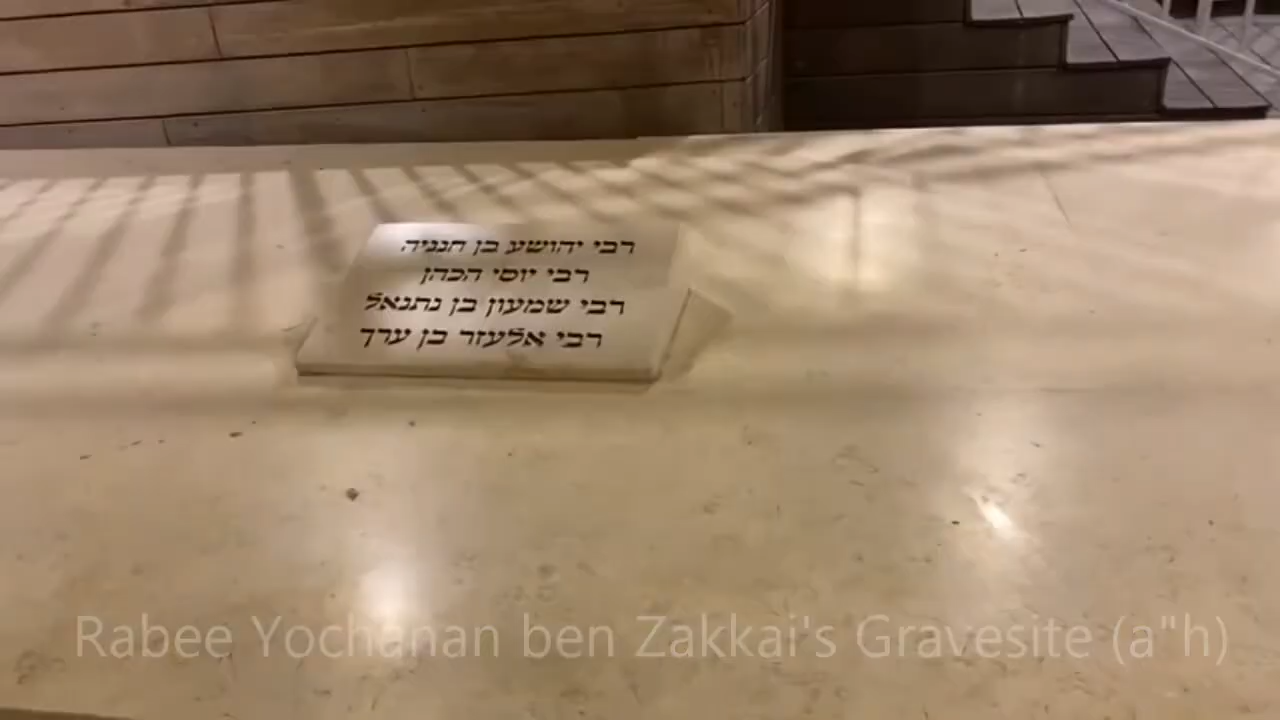 רבי יהושע בן חנניה
רבי יוסי הכהן
רבי שמעון בן נתנאל
רבי אלעזר בן ערך
Rabee Yochanan ben Zakkai's Gravesite (a"h)